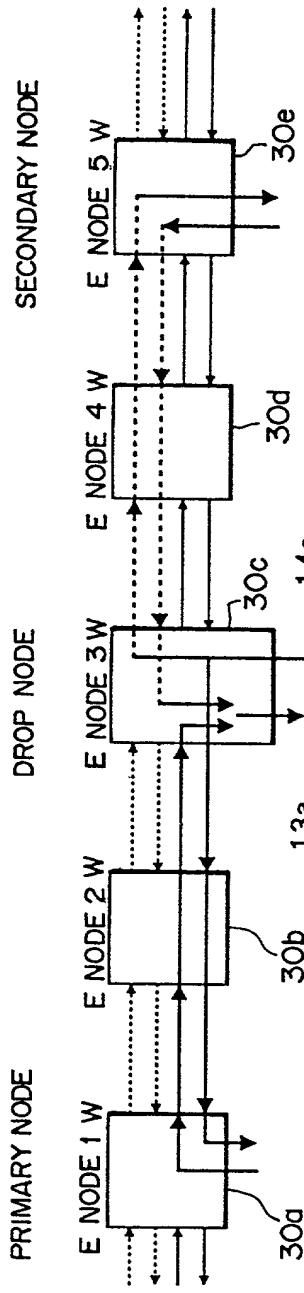 PRIMARY NODE DROP NODE SECONDARY NODE
E NODE 1 W E NODE 2 W E NODE 3 W E NODE 4 W E NODE 5 W
30a 30b 30c 30d 30e